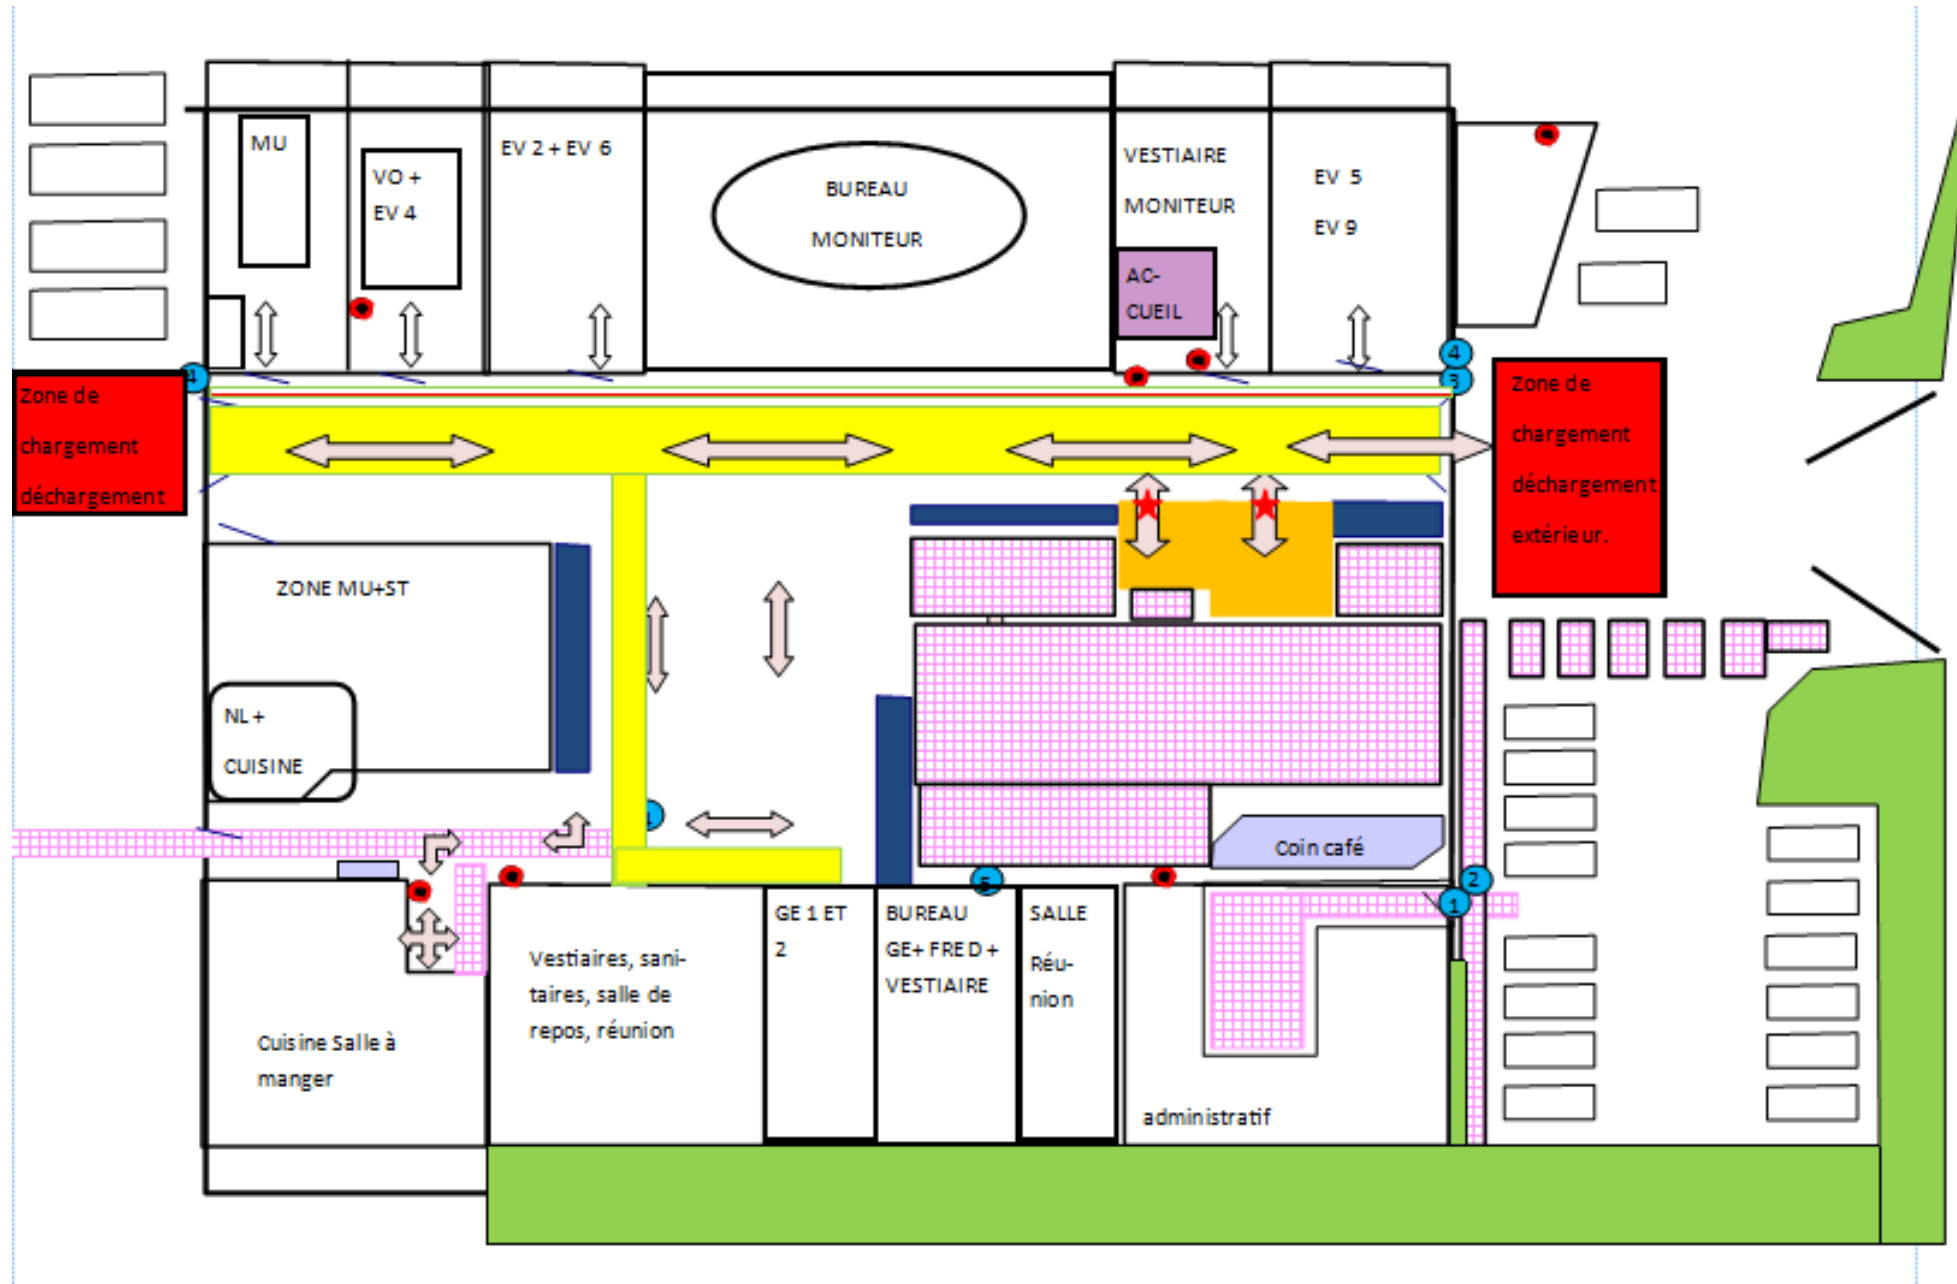 MU
VO +
EV 4
EV 2 + EV 6
BUREAU
MONITEUR
VESTIAIRE
MONITEUR
AC-
CUEIL
EV 5
EV 9
4
3
4
Zone de
chargement
déchargement
Zone de
chargement
déchargement
extérieur.
ZONE MU+ST
NL +
CUISINE
Coin café
5
2
1
GE 1 ET
2
BUREAU
GE+ FRED +
VESTIAIRE
SALLE
Réu-
nion
Vestiaires, sani-
taires, salle de
repos, réunion
Cuisine Salle à
manger
administratif